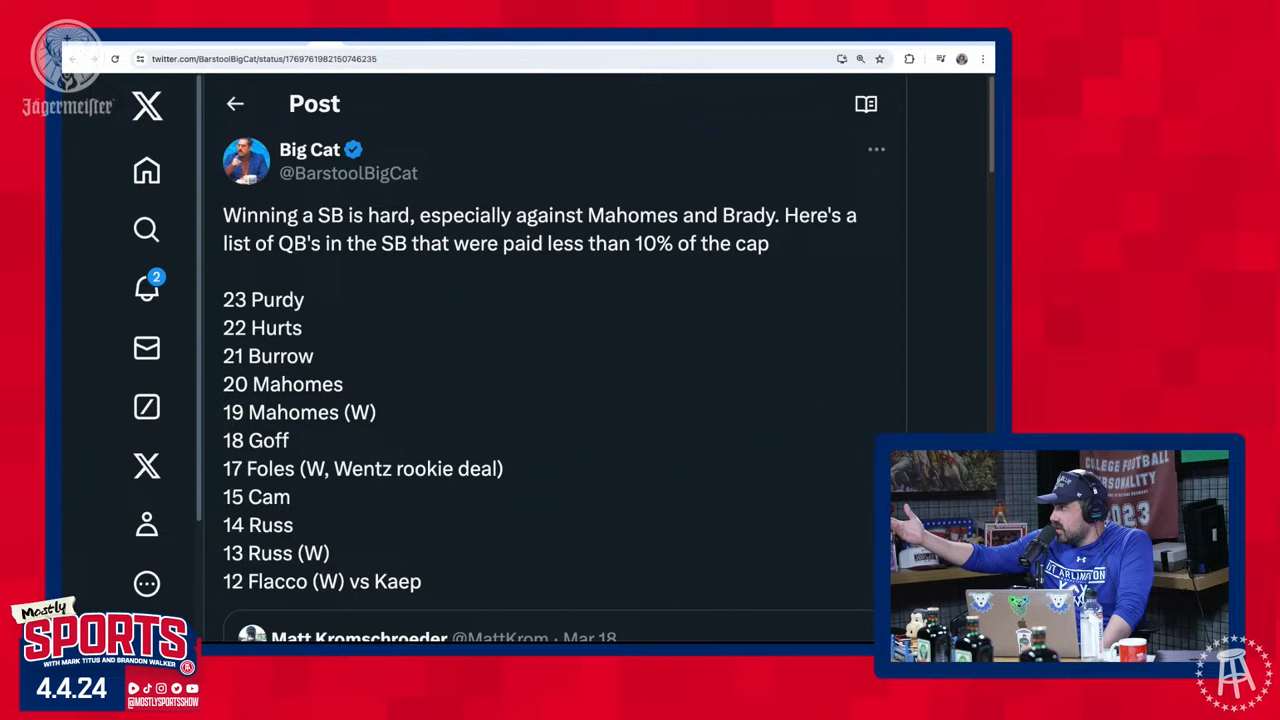 Jägermeister
twitter.com/BarstoolBigCat/status/1769761982150746235
Post
Big Cat
@BarstoolBigCat
Winning a SB is hard, especially against Mahomes and Brady. Here's a
list of QB's in the SB that were paid less than 10% of the cap
23 Purdy
22 Hurts
21 Burrow
20 Mahomes
19 Mahomes (W)
18 Goff
17 Foles (W, Wentz rookie deal)
15 Cam
14 Russ
13 Russ (W)
12 Flacco (W) vs Kaep
Matt Kromschroeder @MattKrom · Mar 18
2
COLLEGE FOOTBALL
PERSONALITY
2023
ARLINGTON
Mostly
SPORTS
WITH MARK TITUS AND BRANDON WALKER
4.4.24
@MOSTLYSPORTSSHOW